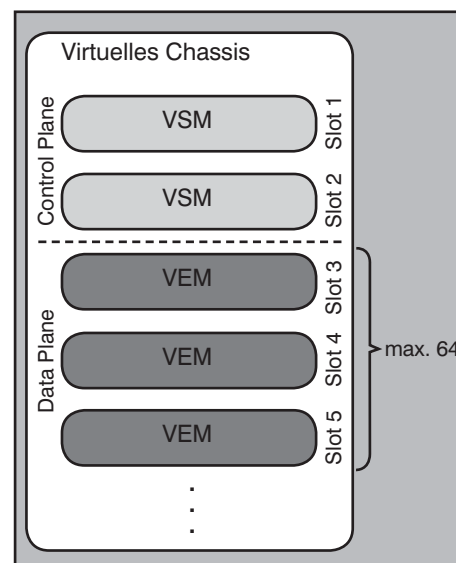 Virtuelles Chassis
Control Plane
VSM
Slot 1
VSM
Slot 2
Data Plane
VEM
Slot 3
VEM
Slot 4
VEM
Slot 5
max. 64